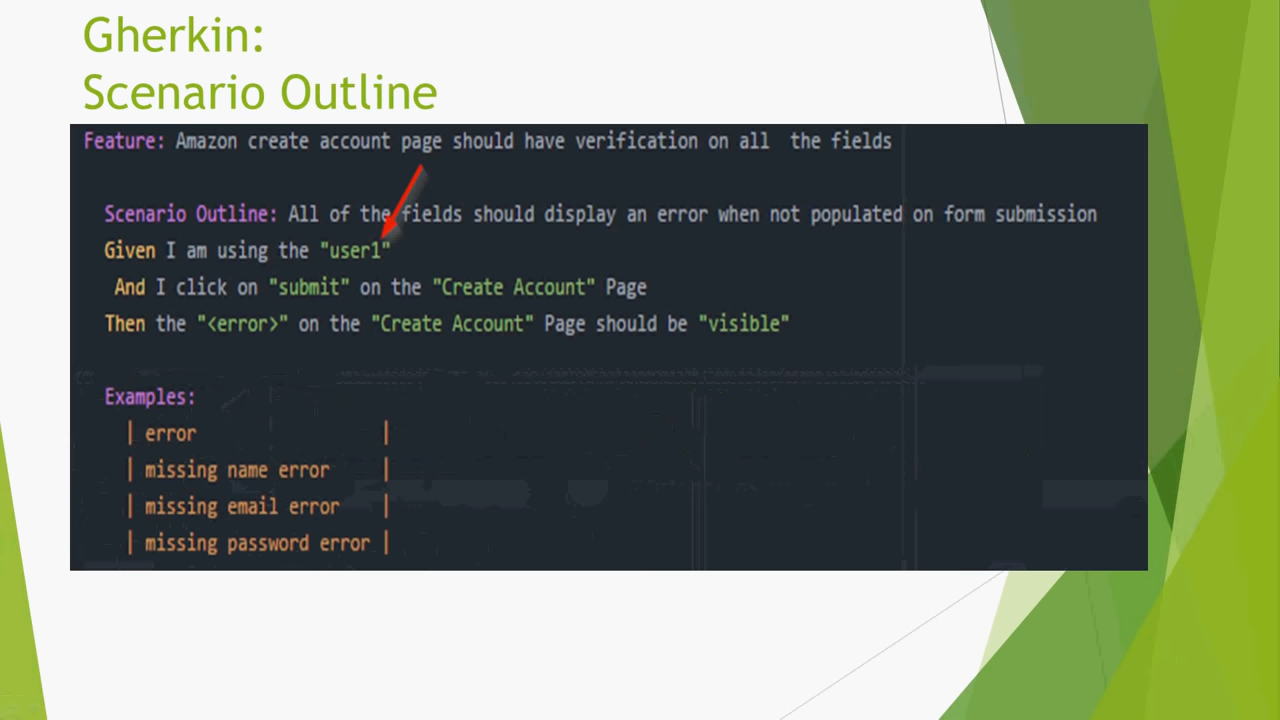 Gherkin:
Scenario Outline
Feature: Amazon create account page should have verification on all  the fields
Scenario Outline: All of the fields should display an error when not populated on form submission
Given I am using the "user1"
And I click on "submit" on the "Create Account" Page
Then the "<error>" on the "Create Account" Page should be "visible"
Examples:
| error |
| missing name error |
| missing email error |
| missing password error |